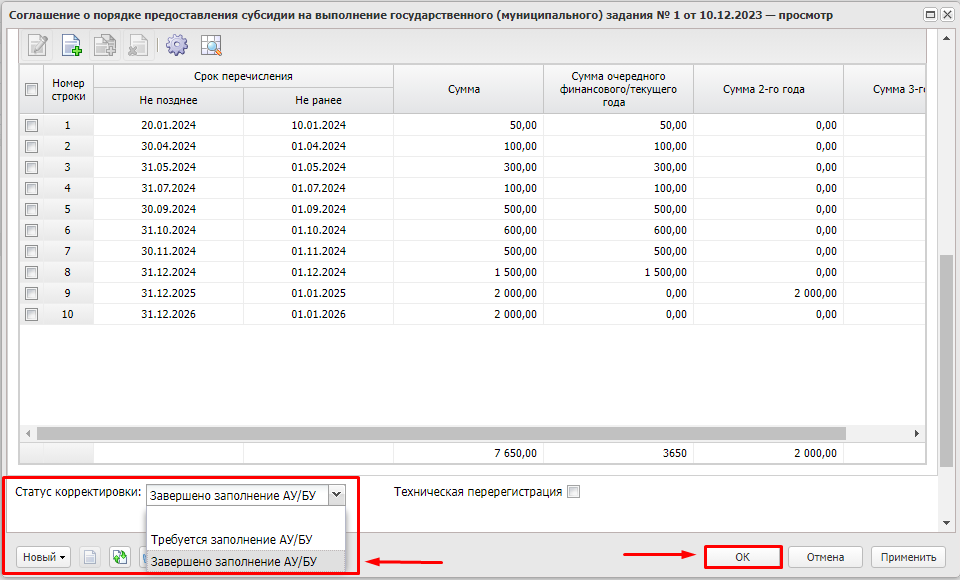 Соглашение о порядке предоставления субсидии на выполнение государственного (муниципального) задания № 1 от 10.12.2023 — просмотр
Номер строки Срок перечисления Сумма Сумма очередного финансового/текущего года Сумма 2-го года Сумма 3-г
Не позднее Не ранее
1 20.01.2024 10.01.2024 50,00 50,00 0,00
2 30.04.2024 01.04.2024 100,00 100,00 0,00
3 31.05.2024 01.05.2024 300,00 300,00 0,00
4 31.07.2024 01.07.2024 100,00 100,00 0,00
5 30.09.2024 01.09.2024 500,00 500,00 0,00
6 31.10.2024 01.10.2024 600,00 600,00 0,00
7 30.11.2024 01.11.2024 500,00 500,00 0,00
8 31.12.2024 01.12.2024 1 500,00 1 500,00 0,00
9 31.12.2025 01.01.2025 2 000,00 0,00 2 000,00
10 31.12.2026 01.01.2026 2 000,00 0,00 0,00
7 650,00 3650 2 000,00
Статус корректировки: Завершено заполнение АУ/БУ Техническая перерегистрация
Требуется заполнение АУ/БУ
Завершено заполнение АУ/БУ
Новый ОК Отмена Применить